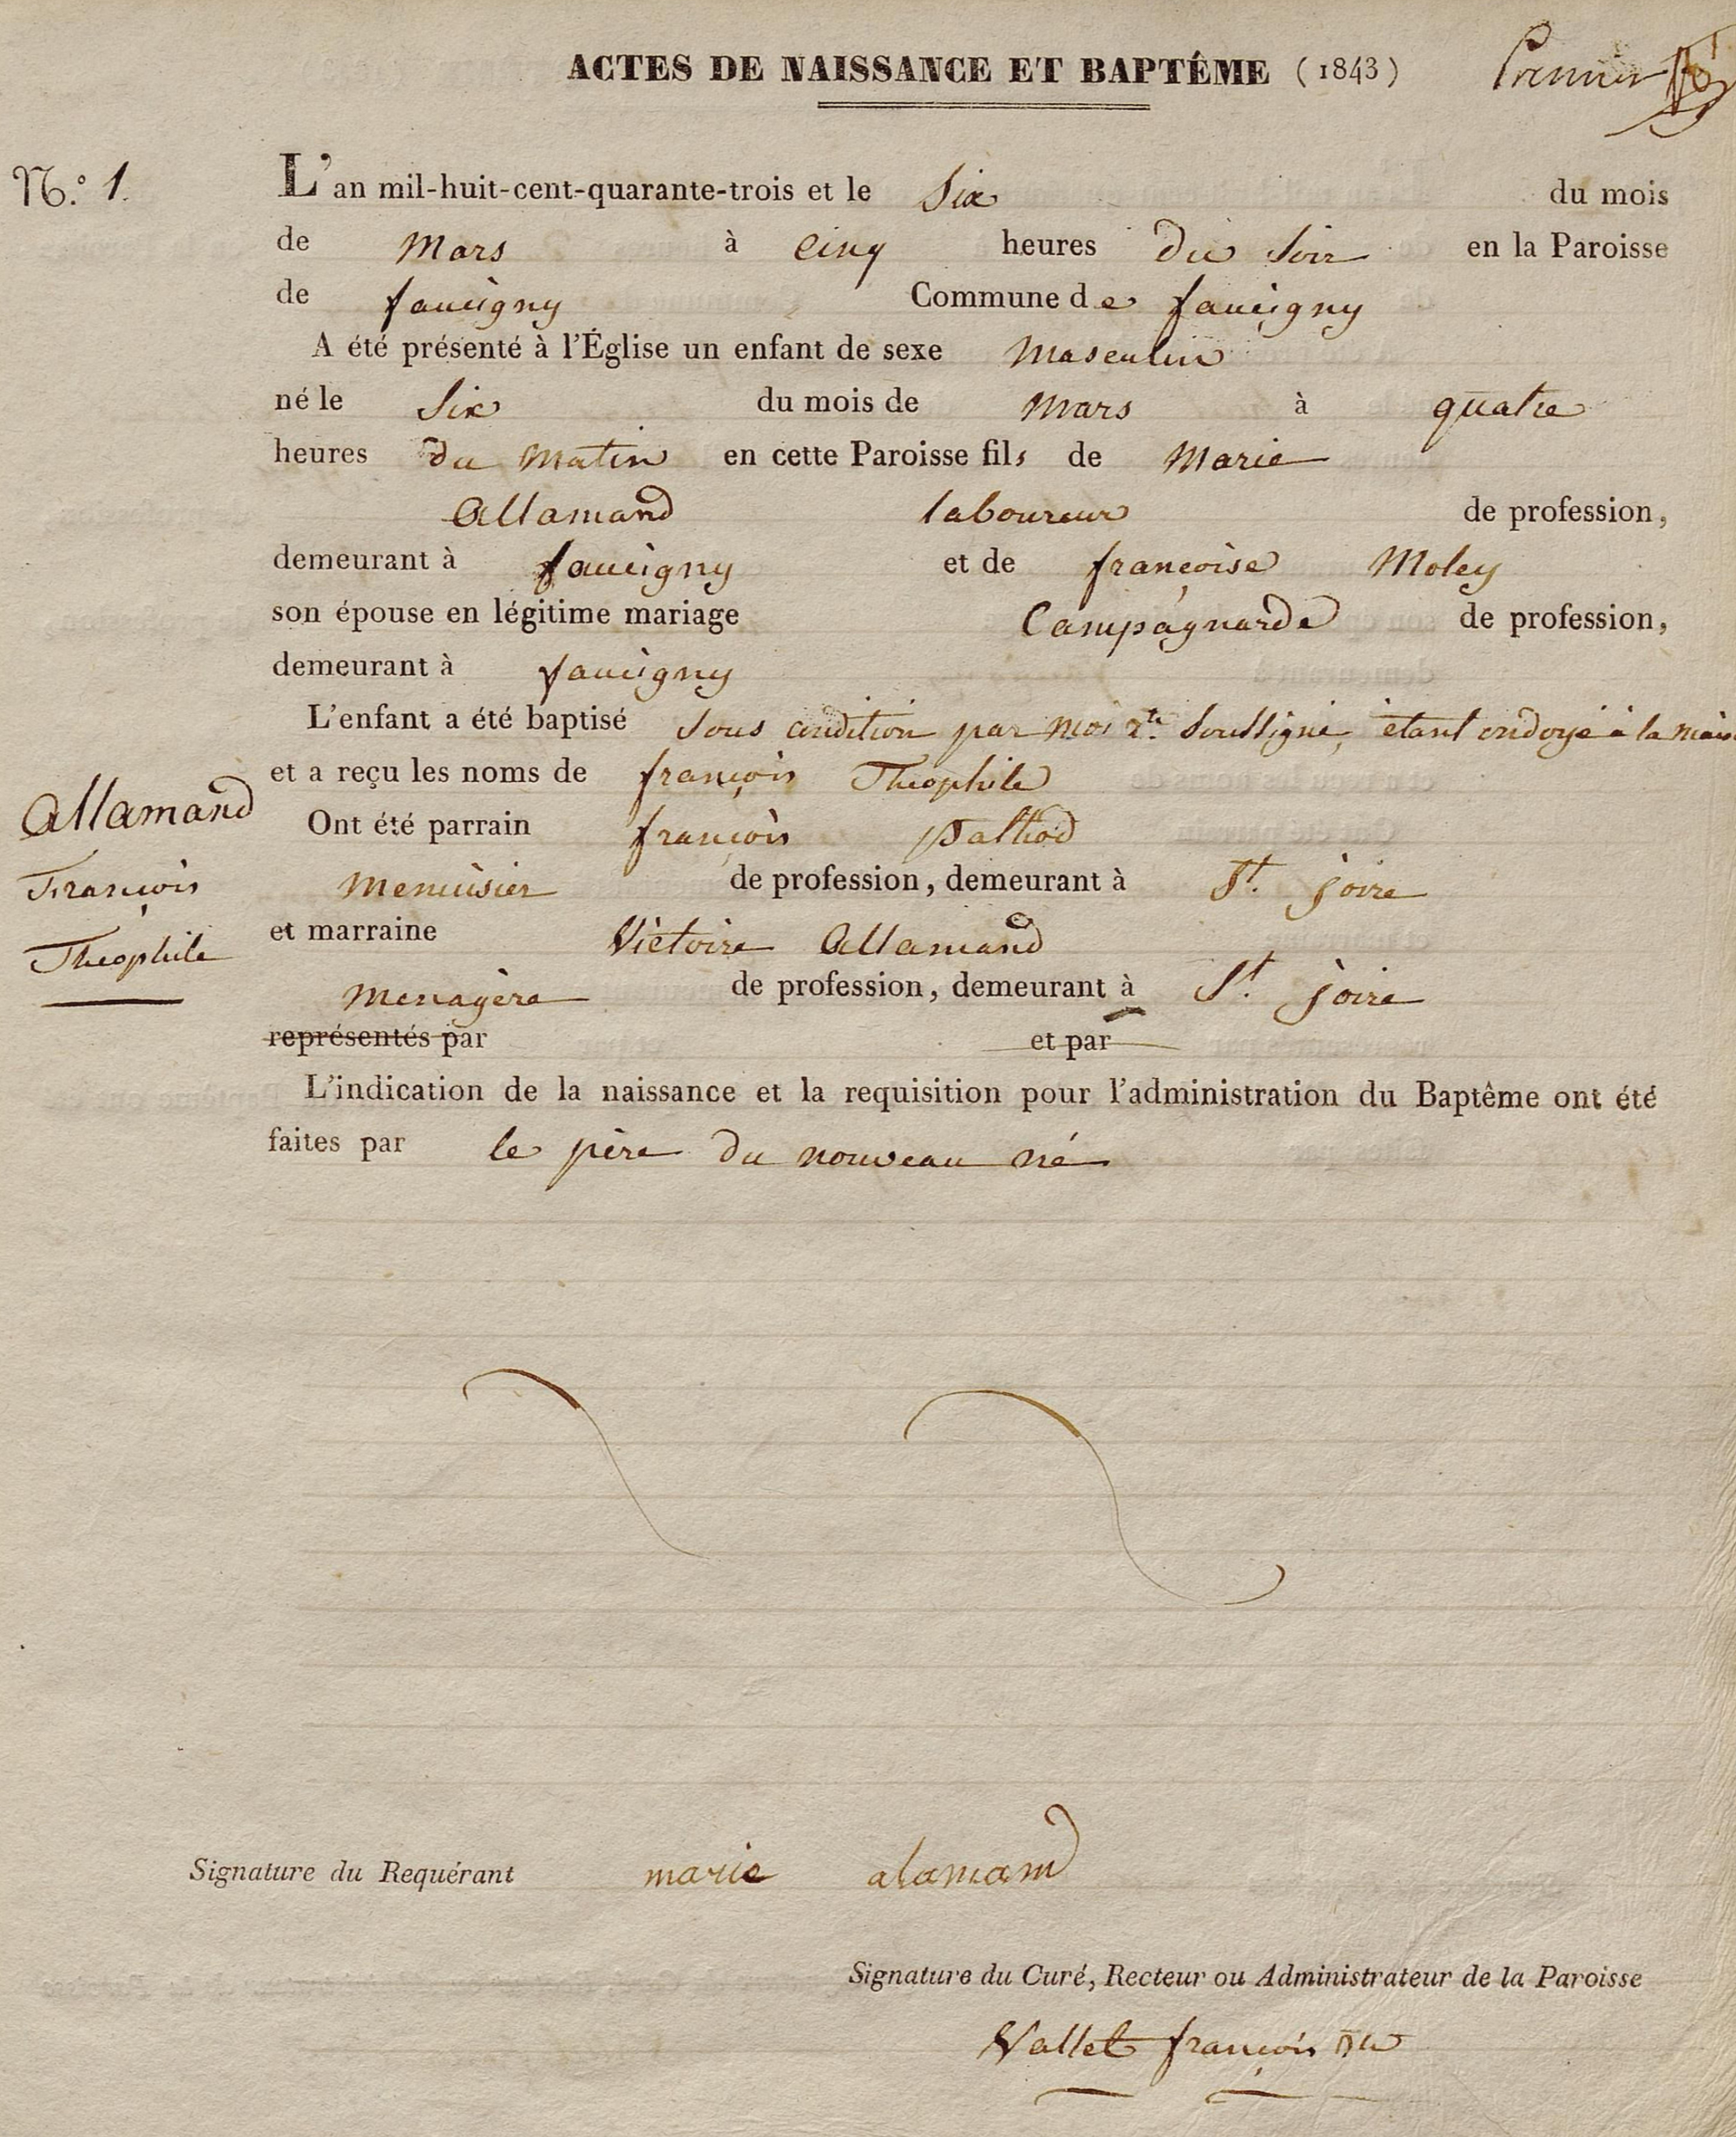 ACTES DE NAISSANCE ET BAPTÊME (1843) Premier
N.° 1. L'an mil-huit-cent-quarante-trois et le Six du mois
de Mars à Cinq heures du Soir en la Paroisse
de faucigny Commune de faucigny
A été présenté à l'Église un enfant de sexe Masculin
né le Six du mois de Mars à quatre
heures du Matin en cette Paroisse fils de Marie
Allamand laboureur de profession,
demeurant à faucigny et de françoise Moley
son épouse en légitime mariage Campagnarde de profession,
demeurant à faucigny
L'enfant a été baptisé Sous condition par moi Soussigné, étant ondoyé à la mais
et a reçu les noms de françois Théophile
Allamand
Ont été parrain françois Pathod
François
menuisier de profession, demeurant à St. joire
et marraine Victoire Allamand
Théophile
menagère de profession, demeurant à St. joire
représentés par et par
L'indication de la naissance et la requisition pour l'administration du Baptême ont été
faites par le père du nouveau né
Signature du Requérant marie alamand
Signature du Curé, Recteur ou Administrateur de la Paroisse
Vallet françois